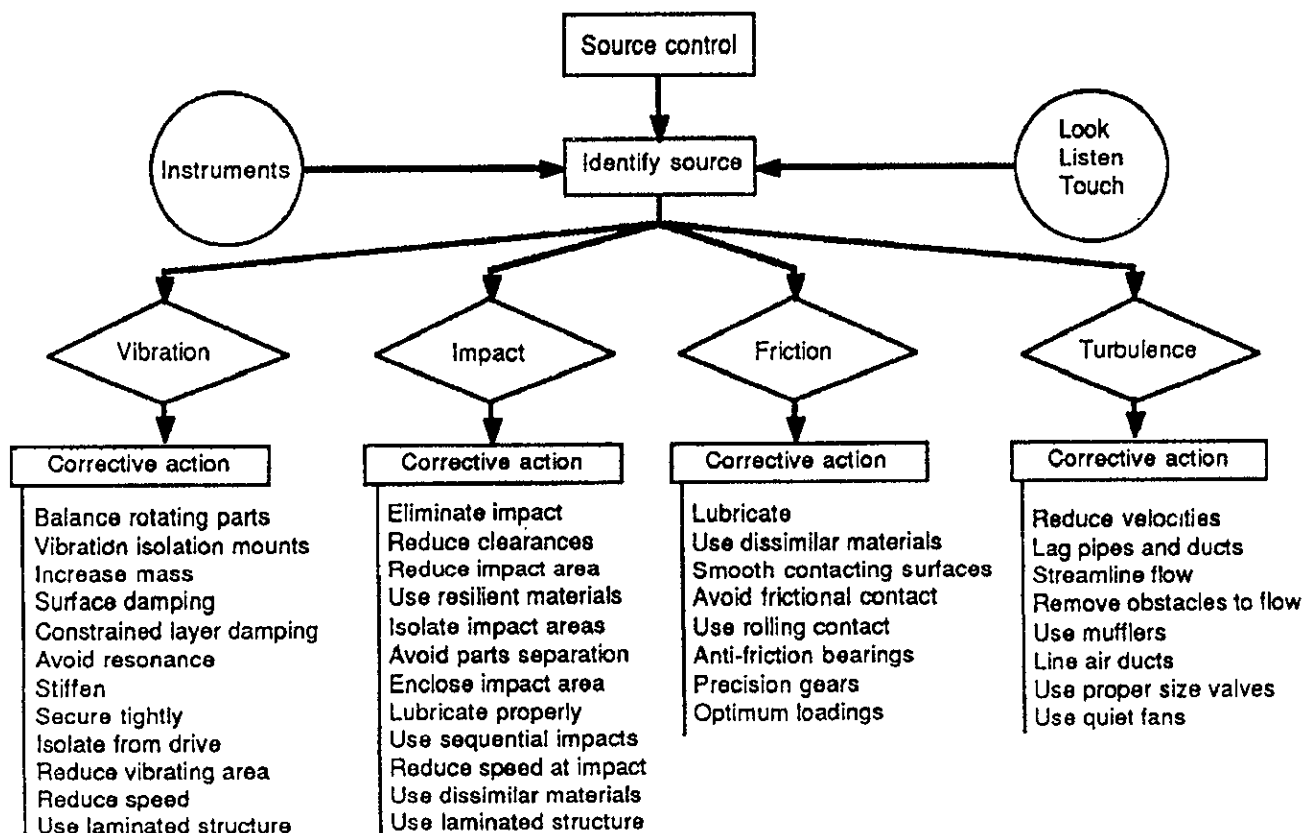 Source control
Instruments
Identify source
Look
Listen
Touch
Vibration
Impact
Friction
Turbulence
Corrective action
Balance rotating parts
Vibration isolation mounts
Increase mass
Surface damping
Constrained layer damping
Avoid resonance
Stiffen
Secure tightly
Isolate from drive
Reduce vibrating area
Reduce speed
Use laminated structure
Corrective action
Eliminate impact
Reduce clearances
Reduce impact area
Use resilient materials
Isolate impact areas
Avoid parts separation
Enclose impact area
Lubricate properly
Use sequential impacts
Reduce speed at impact
Use dissimilar materials
Use laminated structure
Corrective action
Lubricate
Use dissimilar materials
Smooth contacting surfaces
Avoid frictional contact
Use rolling contact
Anti-friction bearings
Precision gears
Optimum loadings
Corrective action
Reduce velocities
Lag pipes and ducts
Streamline flow
Remove obstacles to flow
Use mufflers
Line air ducts
Use proper size valves
Use quiet fans